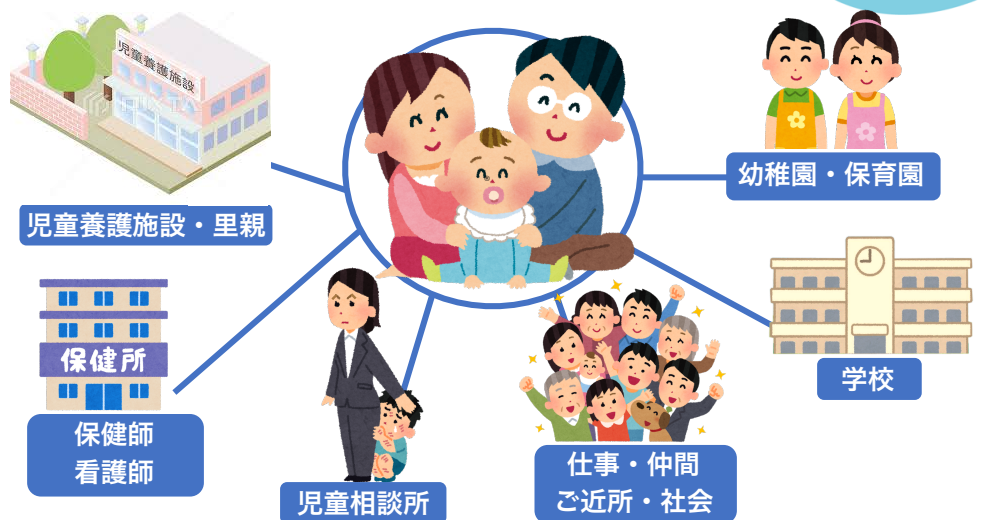 児童養護施設
児童養護施設・里親
幼稚園・保育園
保健所
保健師
看護師
児童相談所
仕事・仲間
ご近所・社会
学校